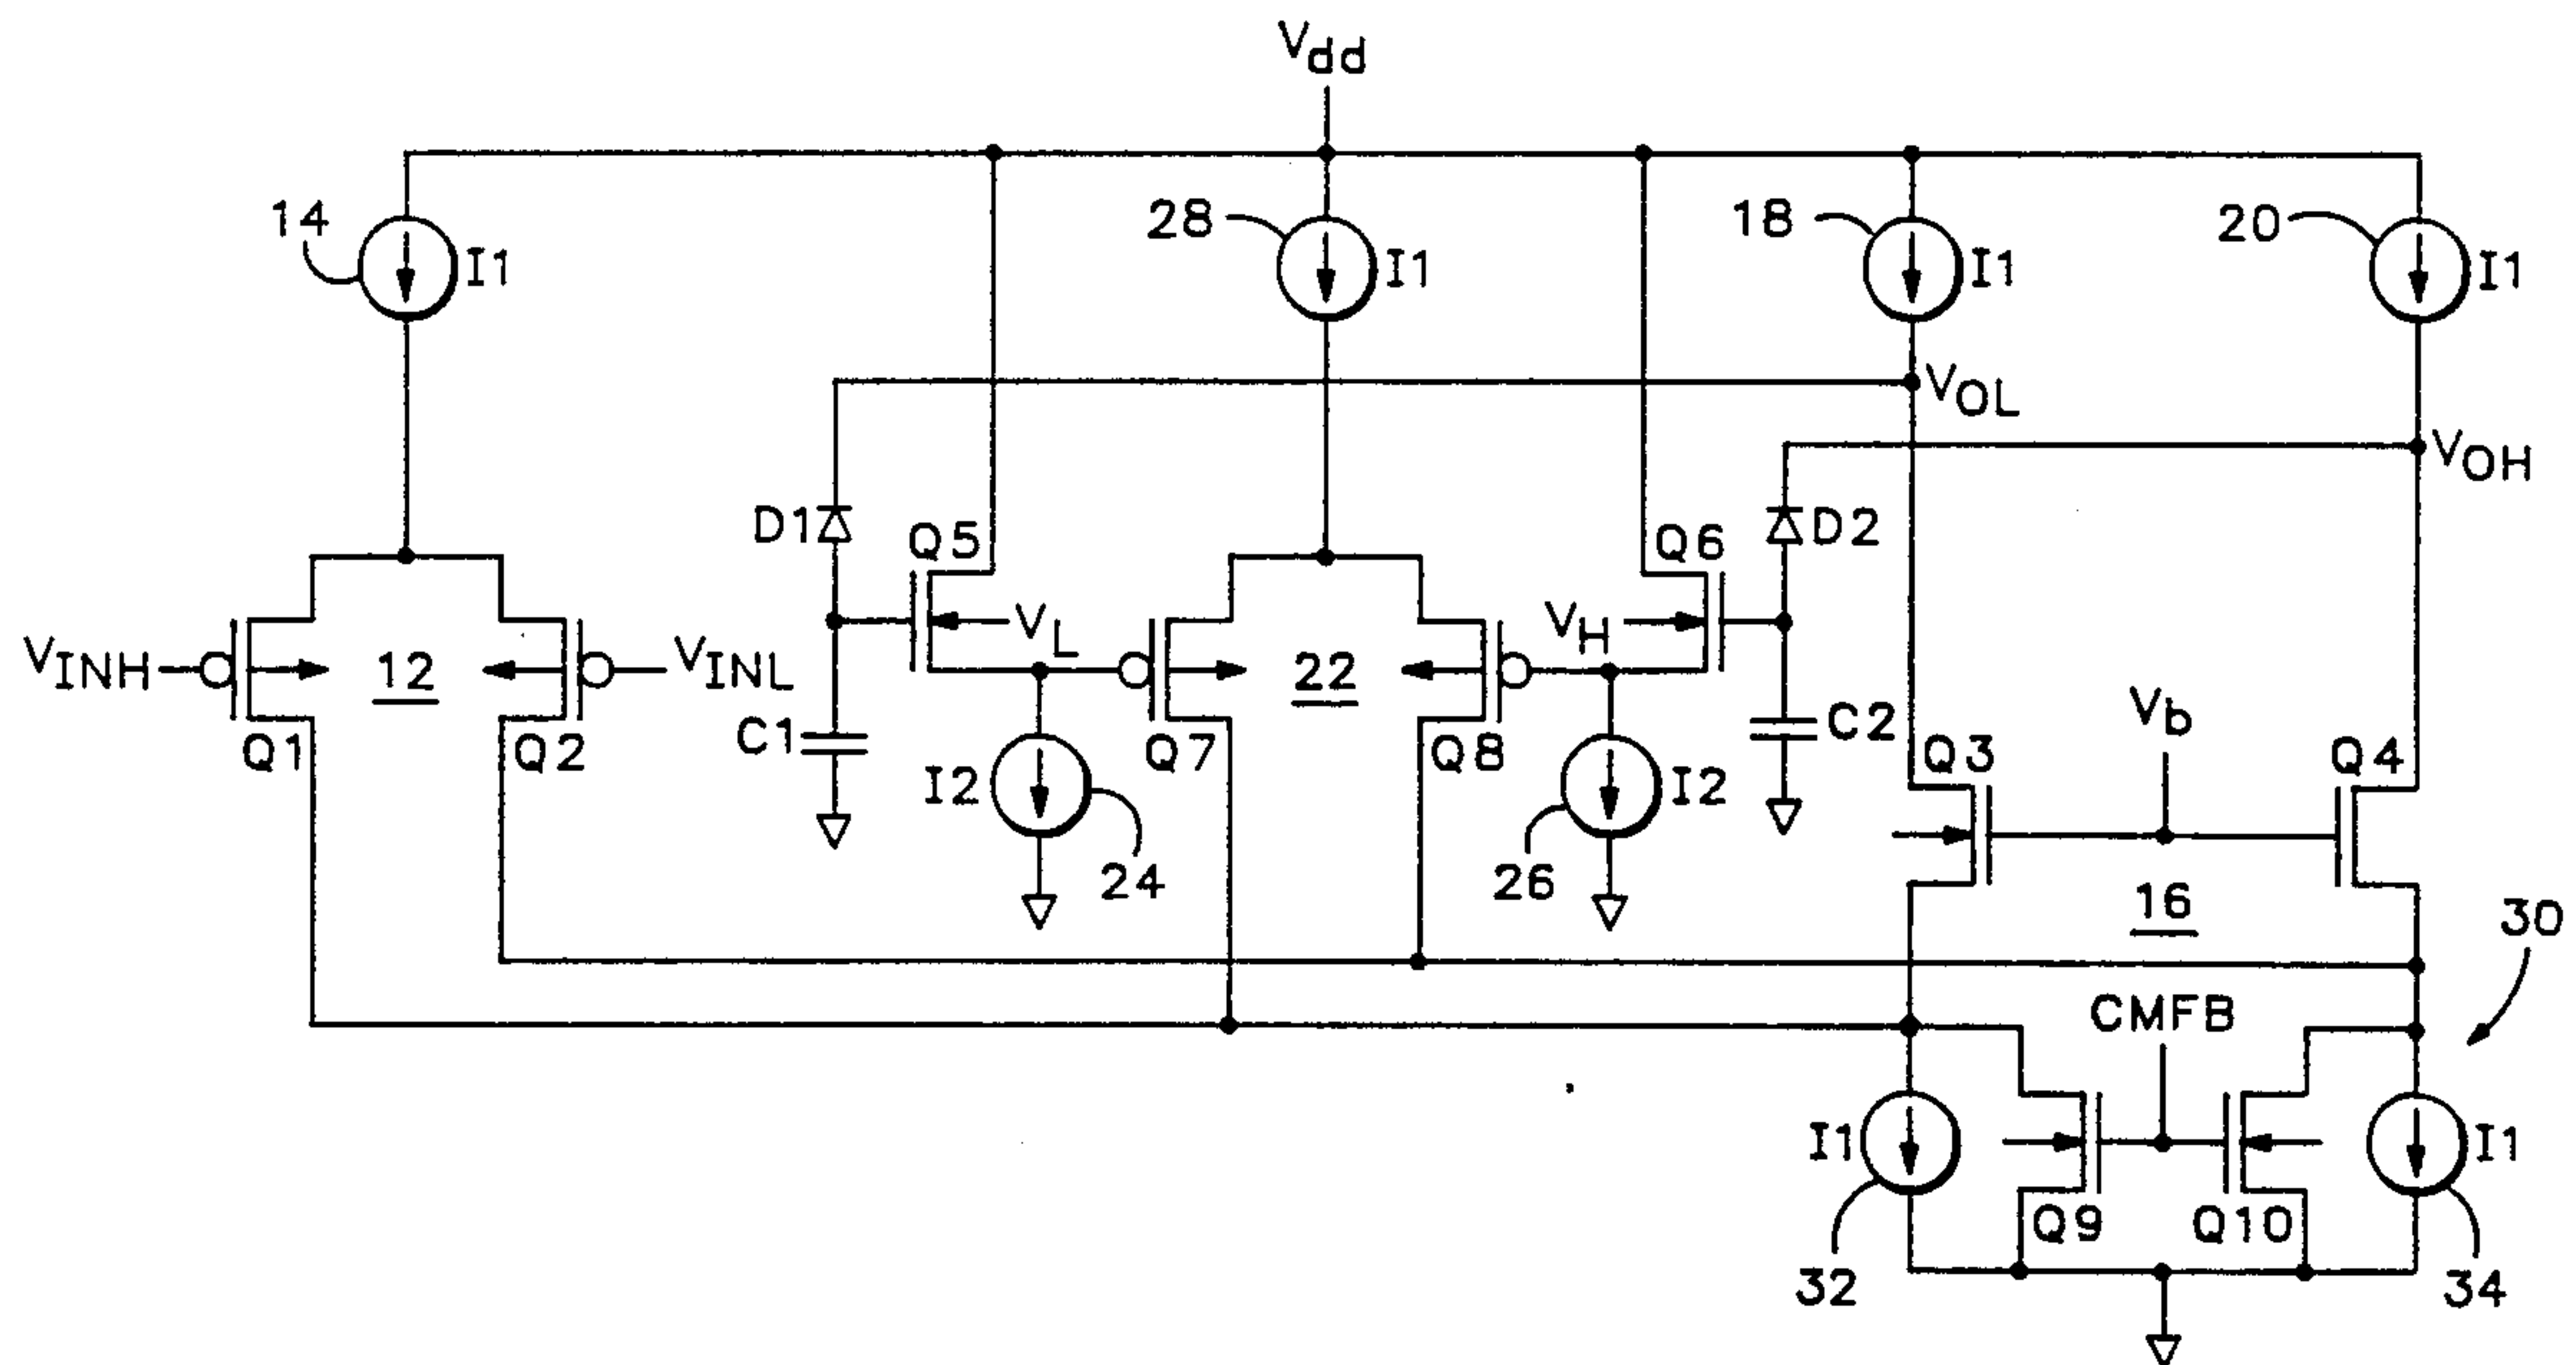 Vdd
14
I1
28
I1
18
I1
20
I1
VOL
VOH
D1
Q5
Q6
D2
VINH
12
VINL
VL
22
VH
Q1
Q2
C1
Q7
Q8
C2
Vb
Q3
Q4
I2
24
I2
26
16
30
CMFB
I1
Q9
Q10
I1
32
34